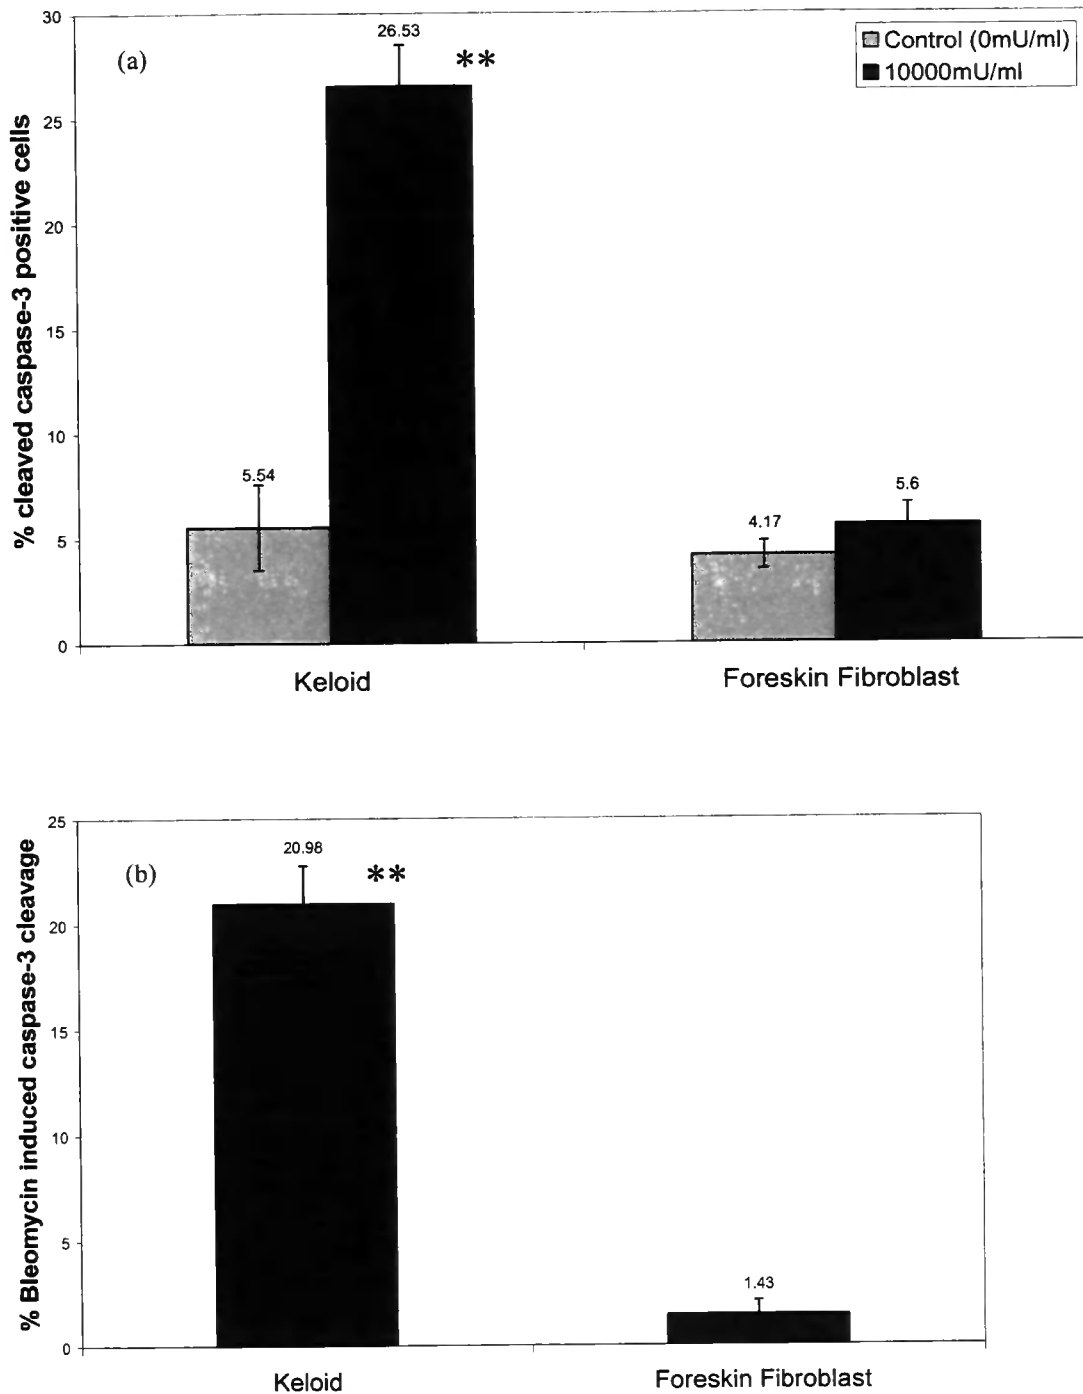 30
26.53
(a)
**
Control (0mU/ml)
10000mU/ml
25
20
15
10
5.54
5.6
4.17
5
0
% cleaved caspase-3 positive cells
Keloid
Foreskin Fibroblast
25
20.98
(b)
**
20
15
10
5
1.43
0
% Bleomycin induced caspase-3 cleavage
Keloid
Foreskin Fibroblast